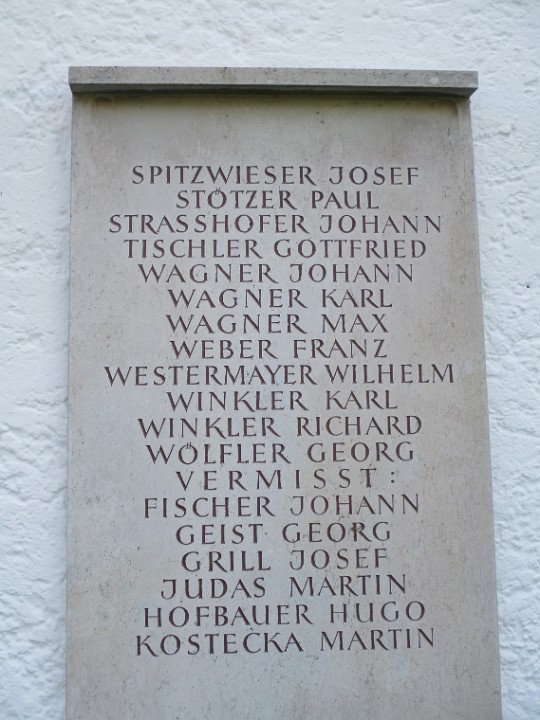 SPITZWIESER JOSEF
STÖTZER PAUL
STRASSHOFER JOHANN
TISCHLER GOTTFRIED
WAGNER JOHANN
WAGNER KARL
WAGNER MAX
WEBER FRANZ
WESTERMAYER WILHELM
WINKLER KARL
WINKLER RICHARD
WÖLFLER GEORG
VERMISST:
FISCHER JOHANN
GEIST GEORG
GRILL JOSEF
JUDAS MARTIN
HOFBAUER HUGO
KOSTEČKA MARTIN